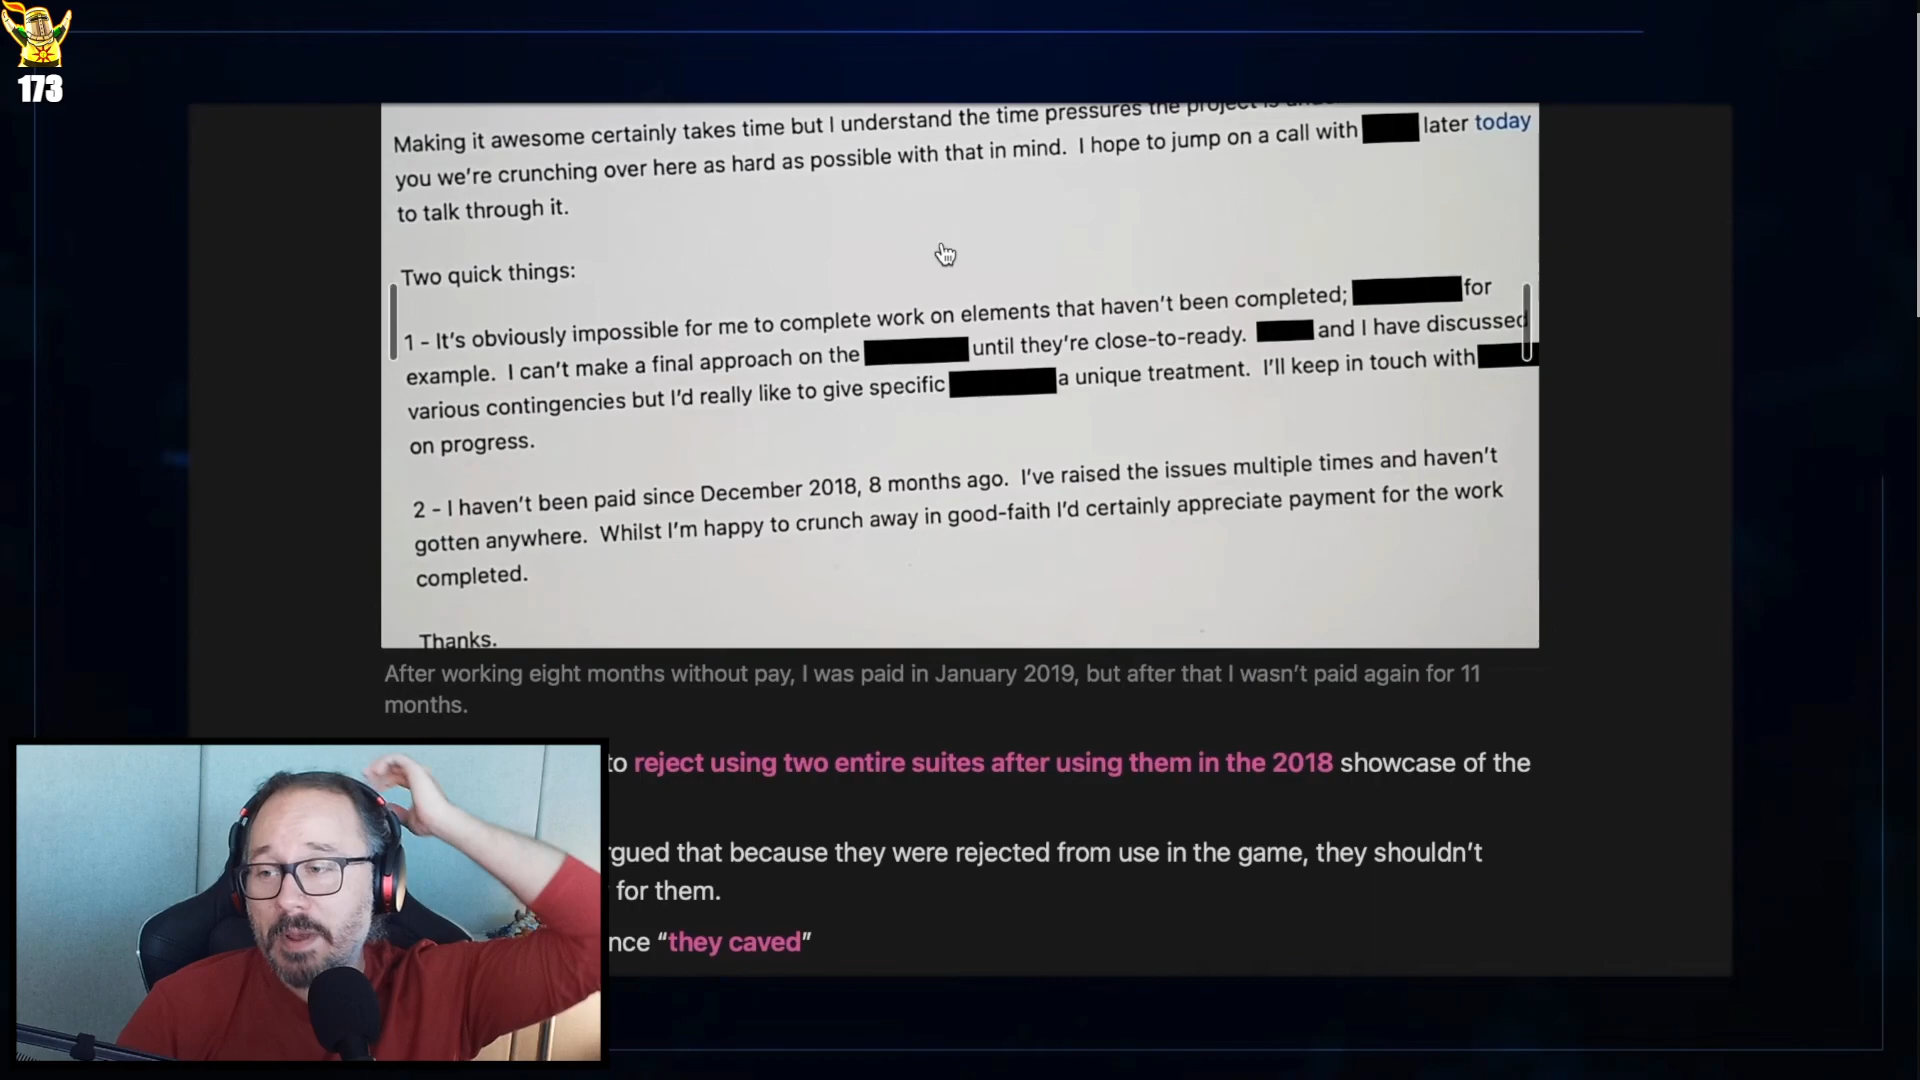 173
Making it awesome certainly takes time but I understand the time pressures the project is
you we're crunching over here as hard as possible with that in mind. I hope to jump on a call with later today
to talk through it.
Two quick things:
1 - It's obviously impossible for me to complete work on elements that haven't been completed; for
example. I can't make a final approach on the until they're close-to-ready. and I have discussed
various contingencies but I'd really like to give specific a unique treatment. I'll keep in touch with
on progress.
2 - I haven't been paid since December 2018, 8 months ago. I've raised the issues multiple times and haven't
gotten anywhere. Whilst I'm happy to crunch away in good-faith I'd certainly appreciate payment for the work
completed.
Thanks.
After working eight months without pay, I was paid in January 2019, but after that I wasn't paid again for 11
months.
to reject using two entire suites after using them in the 2018 showcase of the
gued that because they were rejected from use in the game, they shouldn't
for them.
nce "they caved"